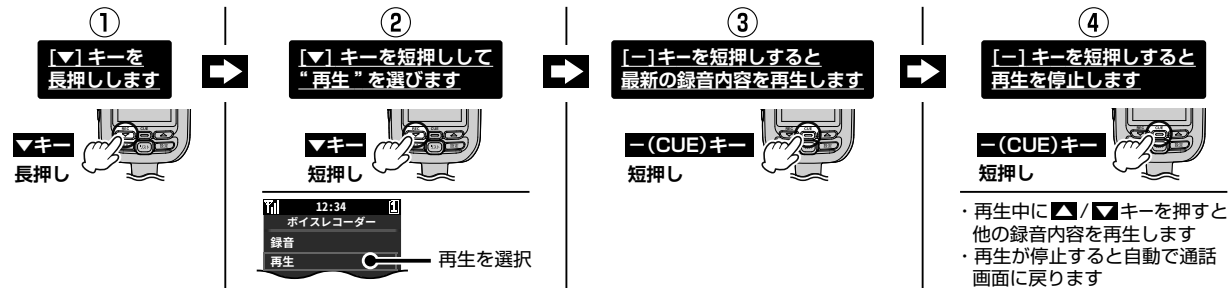 ①
[▼] キーを
長押しします
▼キー
長押し
②
[▼] キーを短押しして
“ 再生 ” を選びます
▼キー
短押し
12:34
1
ボイスレコーダー
録音
再生
再生を選択
③
[−]キーを短押しすると
最新の録音内容を再生します
−(CUE)キー
短押し
④
[−] キーを短押しすると
再生を停止します
−(CUE)キー
短押し
・再生中に▲/▼キーを押すと
他の録音内容を再生します
・再生が停止すると自動で通話
画面に戻ります